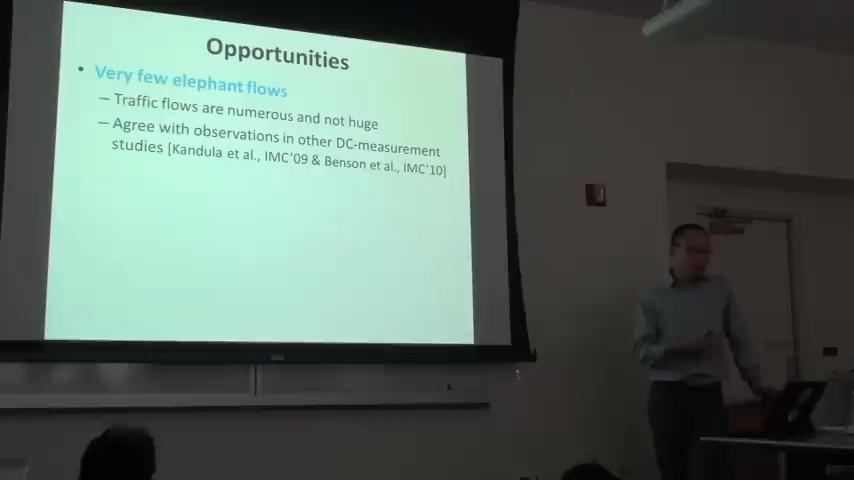 Opportunities
• Very few elephant flows
– Traffic flows are numerous and not huge
– Agree with observations in other DC-measurement
studies [Kandula et al., IMC'09 & Benson et al., IMC'10]